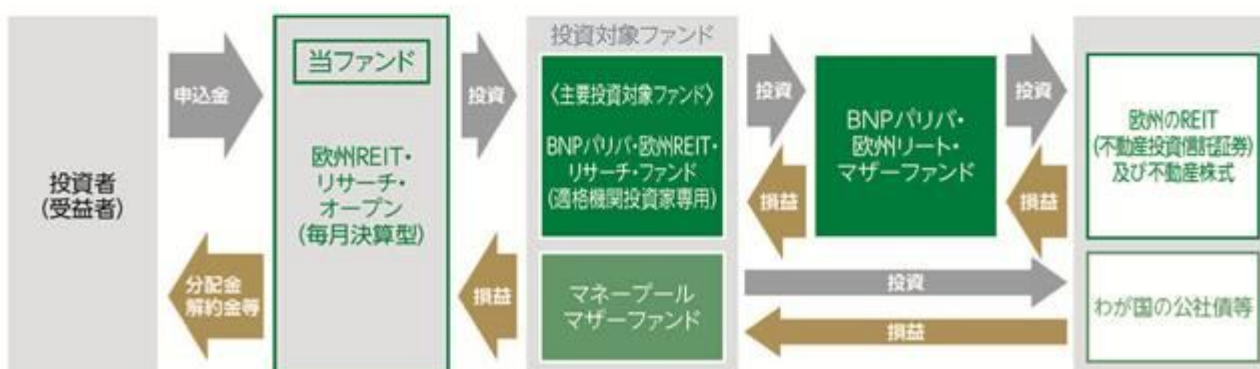 投資者
(受益者)
申込金
分配金
解約金等
当ファンド
欧州REIT・
リサーチ・
オープン
(毎月決算型)
投資
損益
投資対象ファンド
〈主要投資対象ファンド〉
BNPパリバ・欧州REIT・
リサーチ・ファンド
(適格機関投資家専用)
マネープール
マザーファンド
投資
損益
BNPパリバ・
欧州リート・
マザーファンド
投資
損益
投資
損益
欧州のREIT
(不動産投資信託証券)
及び不動産株式
わが国の公社債等